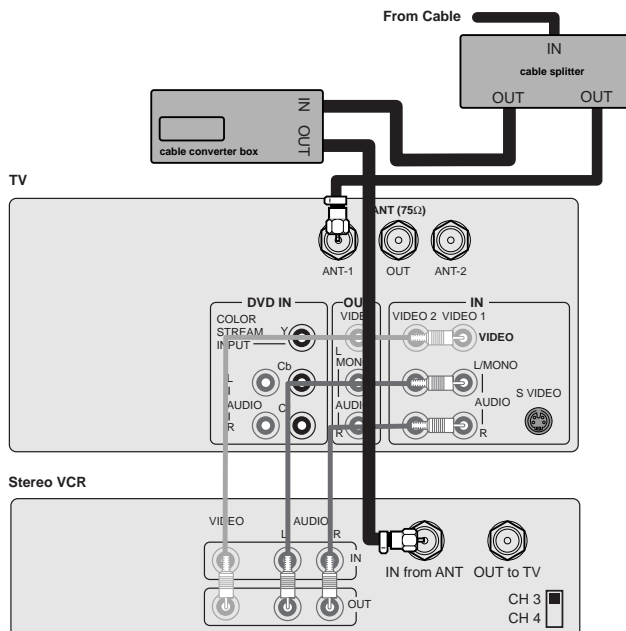 From Cable
IN
cable splitter
OUT OUT
IN
OUT
cable converter box
TV
ANT (75Ω)
ANT-1 OUT ANT-2
DVD IN OUT IN
COLOR
STREAM
INPUT
Y
VIDEO 2 VIDEO 1
VIDEO
L
MONO
Cb
L/MONO
L
AUDIO
R
AUDIO
R
AUDIO
R
S VIDEO
Stereo VCR
VIDEO AUDIO
L R
IN
IN from ANT OUT to TV
OUT
CH 3
CH 4